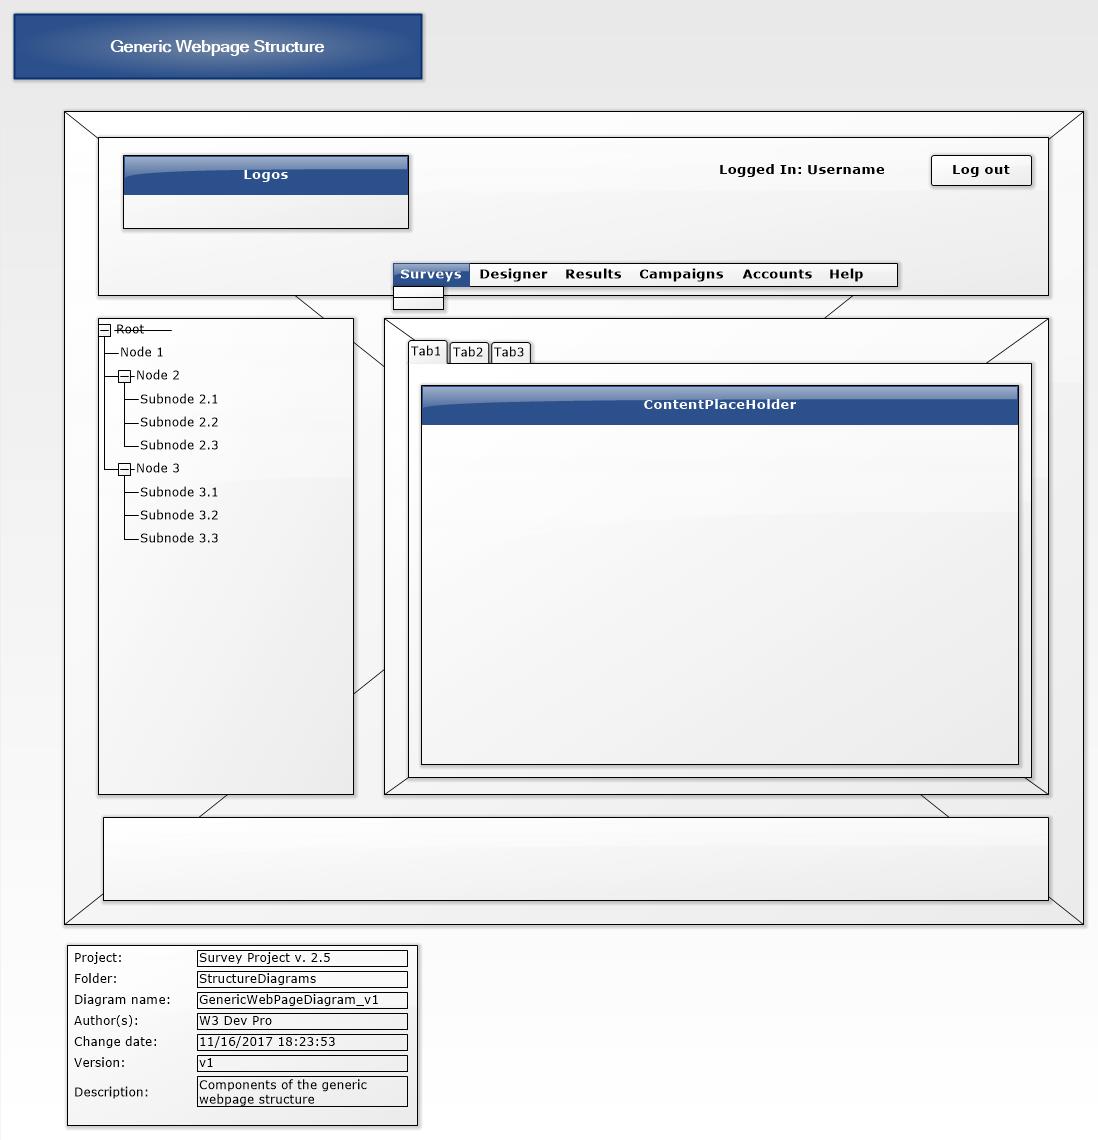 Generic Webpage Structure
Logos
Logged In: Username
Log out
Surveys Designer Results Campaigns Accounts Help
Root
Node 1
Node 2
Subnode 2.1
Subnode 2.2
Subnode 2.3
Node 3
Subnode 3.1
Subnode 3.2
Subnode 3.3
Tab1 Tab2 Tab3
ContentPlaceHolder
Project: Survey Project v. 2.5
Folder: StructureDiagrams
Diagram name: GenericWebPageDiagram_v1
Author(s): W3 Dev Pro
Change date: 11/16/2017 18:23:53
Version: v1
Description: Components of the generic
webpage structure